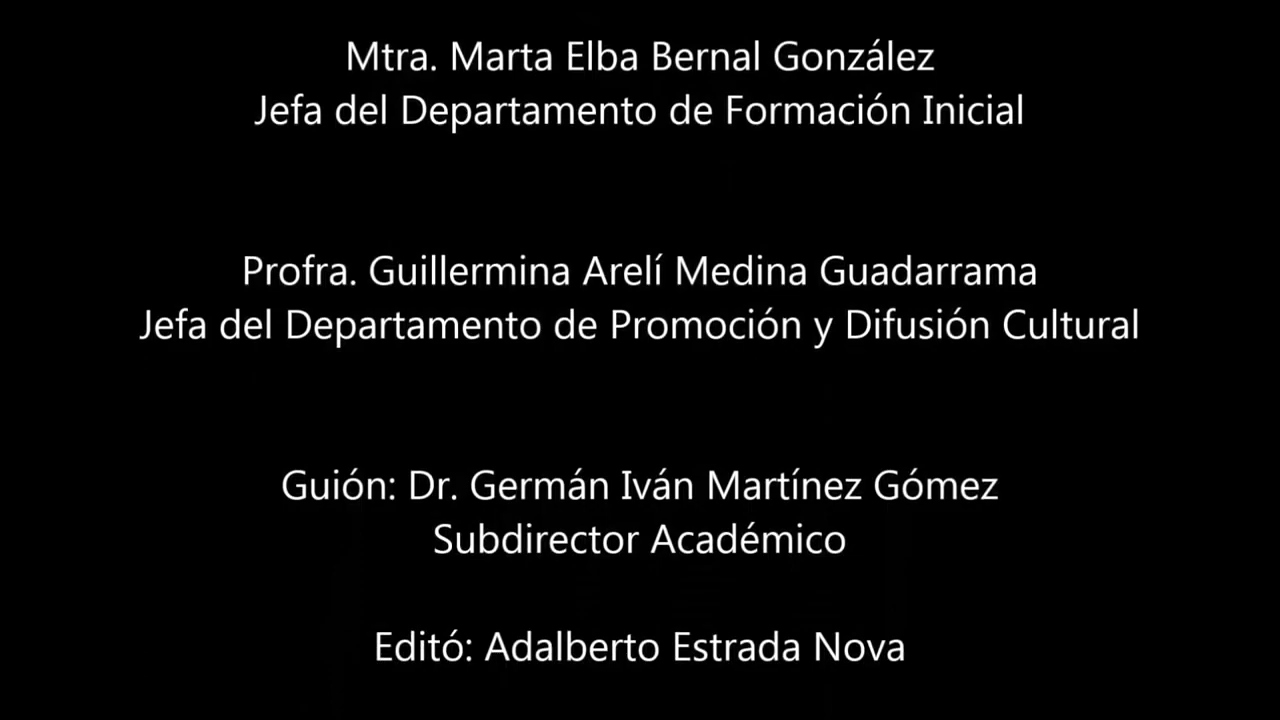 Mtra. Marta Elba Bernal González
Jefa del Departamento de Formación Inicial
Profra. Guillermina Arelí Medina Guadarrama
Jefa del Departamento de Promoción y Difusión Cultural
Guión: Dr. Germán Iván Martínez Gómez
Subdirector Académico
Editó: Adalberto Estrada Nova